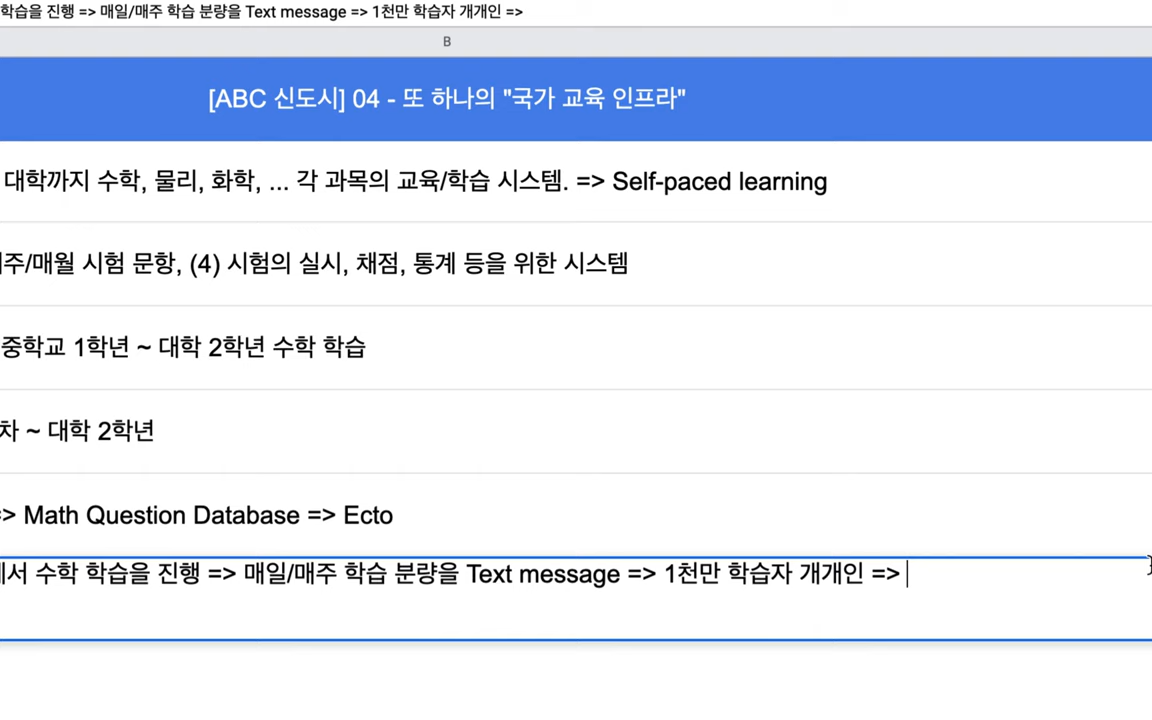 학습을 진행 => 매일/매주 학습 분량을 Text message => 1천만 학습자 개개인 =>
B
[ABC 신도시] 04 - 또 하나의 "국가 교육 인프라"
대학까지 수학, 물리, 화학, ... 각 과목의 교육/학습 시스템. => Self-paced learning
주/매월 시험 문항, (4) 시험의 실시, 채점, 통계 등을 위한 시스템
중학교 1학년 ~ 대학 2학년 수학 학습
차 ~ 대학 2학년
=> Math Question Database => Ecto
에서 수학 학습을 진행 => 매일/매주 학습 분량을 Text message => 1천만 학습자 개개인 =>